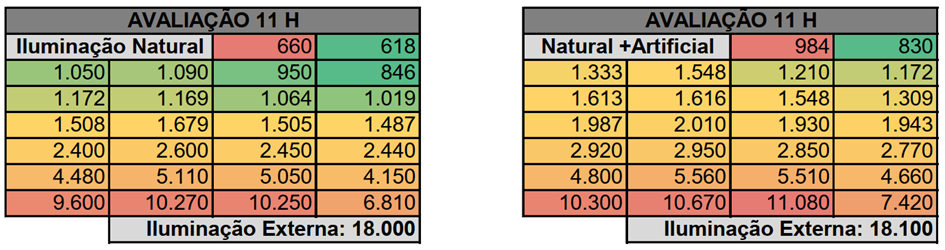 AVALIAÇÃO 11 H
Iluminação Natural 660 618
1.050 1.090 950 846
1.172 1.169 1.064 1.019
1.508 1.679 1.505 1.487
2.400 2.600 2.450 2.440
4.480 5.110 5.050 4.150
9.600 10.270 10.250 6.810
Iluminação Externa: 18.000
AVALIAÇÃO 11 H
Natural +Artificial 984 830
1.333 1.548 1.210 1.172
1.613 1.616 1.548 1.309
1.987 2.010 1.930 1.943
2.920 2.950 2.850 2.770
4.800 5.560 5.510 4.660
10.300 10.670 11.080 7.420
Iluminação Externa: 18.100